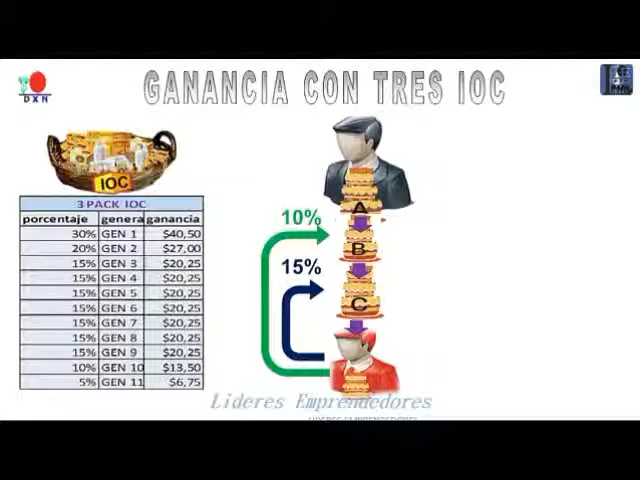 GANANCIA CON TRES IOC
DXN
IOC
3 PACK IOC
porcentaje genera ganancia
30% GEN 1 $40,50
20% GEN 2 $27,00
15% GEN 3 $20,25
15% GEN 4 $20,25
15% GEN 5 $20,25
15% GEN 6 $20,25
15% GEN 7 $20,25
15% GEN 8 $20,25
15% GEN 9 $20,25
10% GEN 10 $13,50
5% GEN 11 $6,75
A
10%
B
15%
C
Lideres Emprendedores
LIDERES EMPRENDEDORES